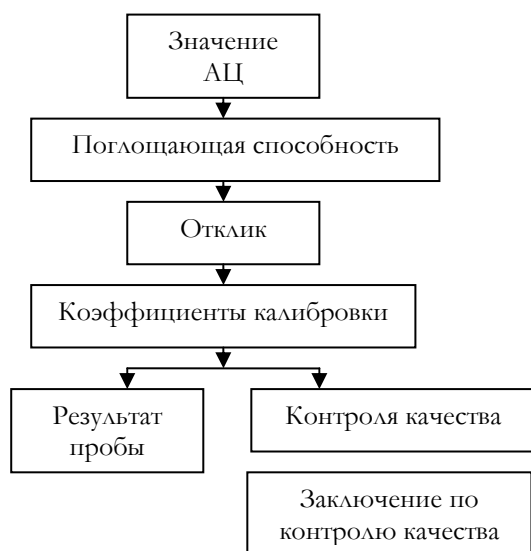 Значение
АЦ
Поглощающая способность
Отклик
Коэффициенты калибровки
Результат
пробы
Контроля качества
Заключение по
контролю качества